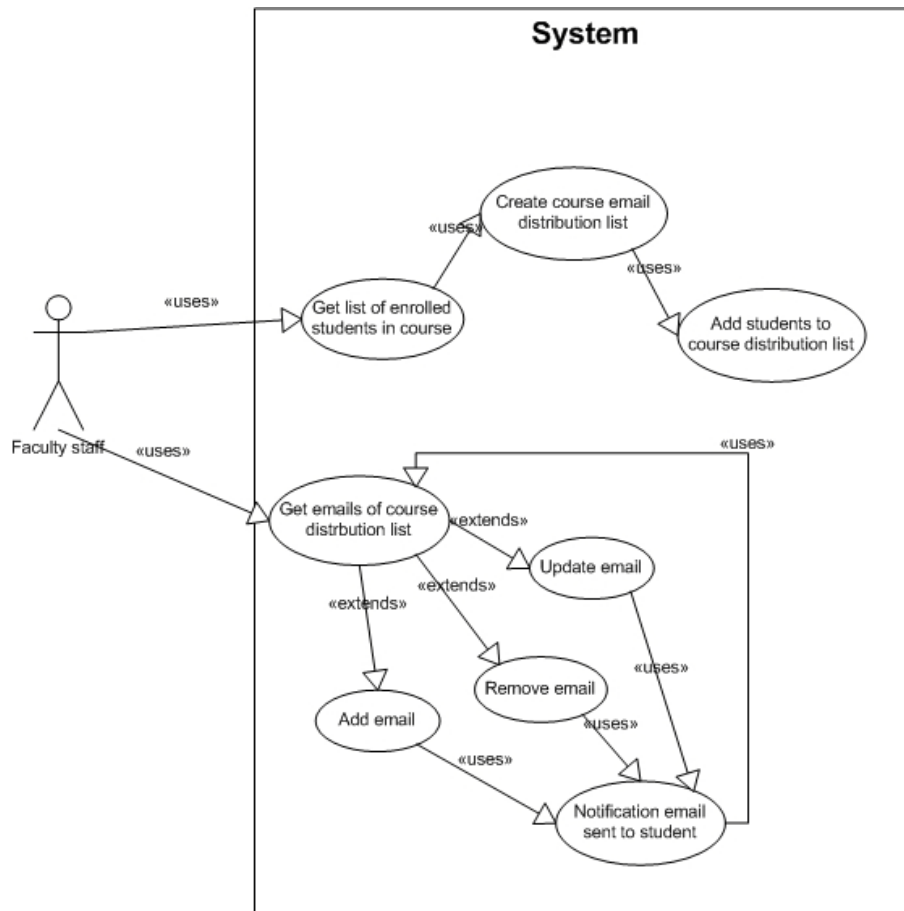 System
Create course email
distribution list
«uses»
«uses»
«uses»
Get list of enrolled
students in course
Add students to
course distribution list
Faculty staff
«uses»
«uses»
Get emails of course
distrbution list
«extends»
Update email
«extends»
«extends»
«uses»
Remove email
Add email
«uses»
«uses»
Notification email
sent to student